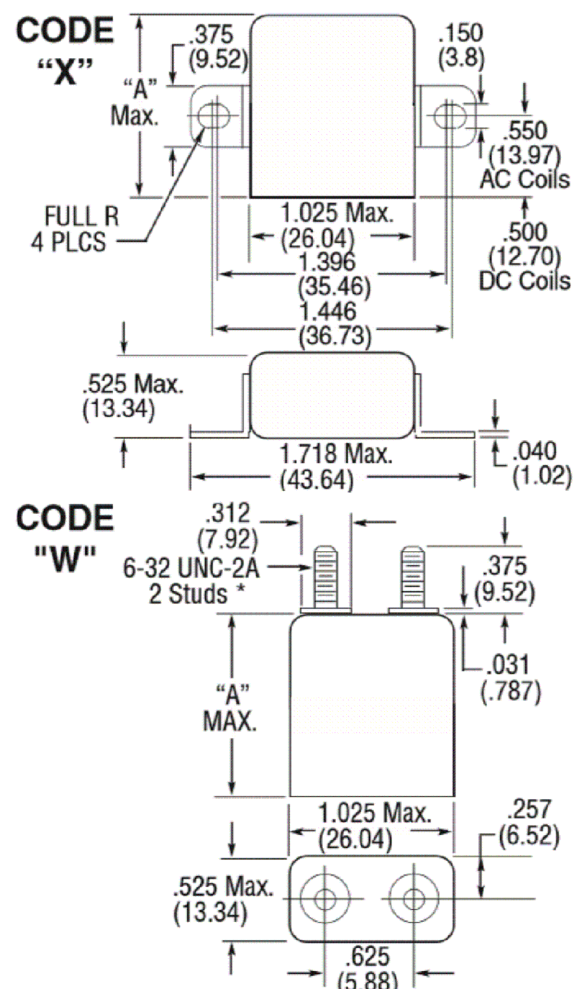 CODE
“X”
.375
(9.52)
.150
(3.8)
“A”
Max.
.550
(13.97)
AC Coils
FULL R
4 PLCS
1.025 Max.
(26.04)
.500
(12.70)
DC Coils
1.396
(35.46)
1.446
(36.73)
.525 Max.
(13.34)
1.718 Max.
(43.64)
.040
(1.02)
CODE
"W"
.312
(7.92)
6-32 UNC-2A
2 Studs *
.375
(9.52)
.031
(.787)
“A”
MAX.
1.025 Max.
(26.04)
.257
(6.52)
.525 Max.
(13.34)
.625
(5.88)